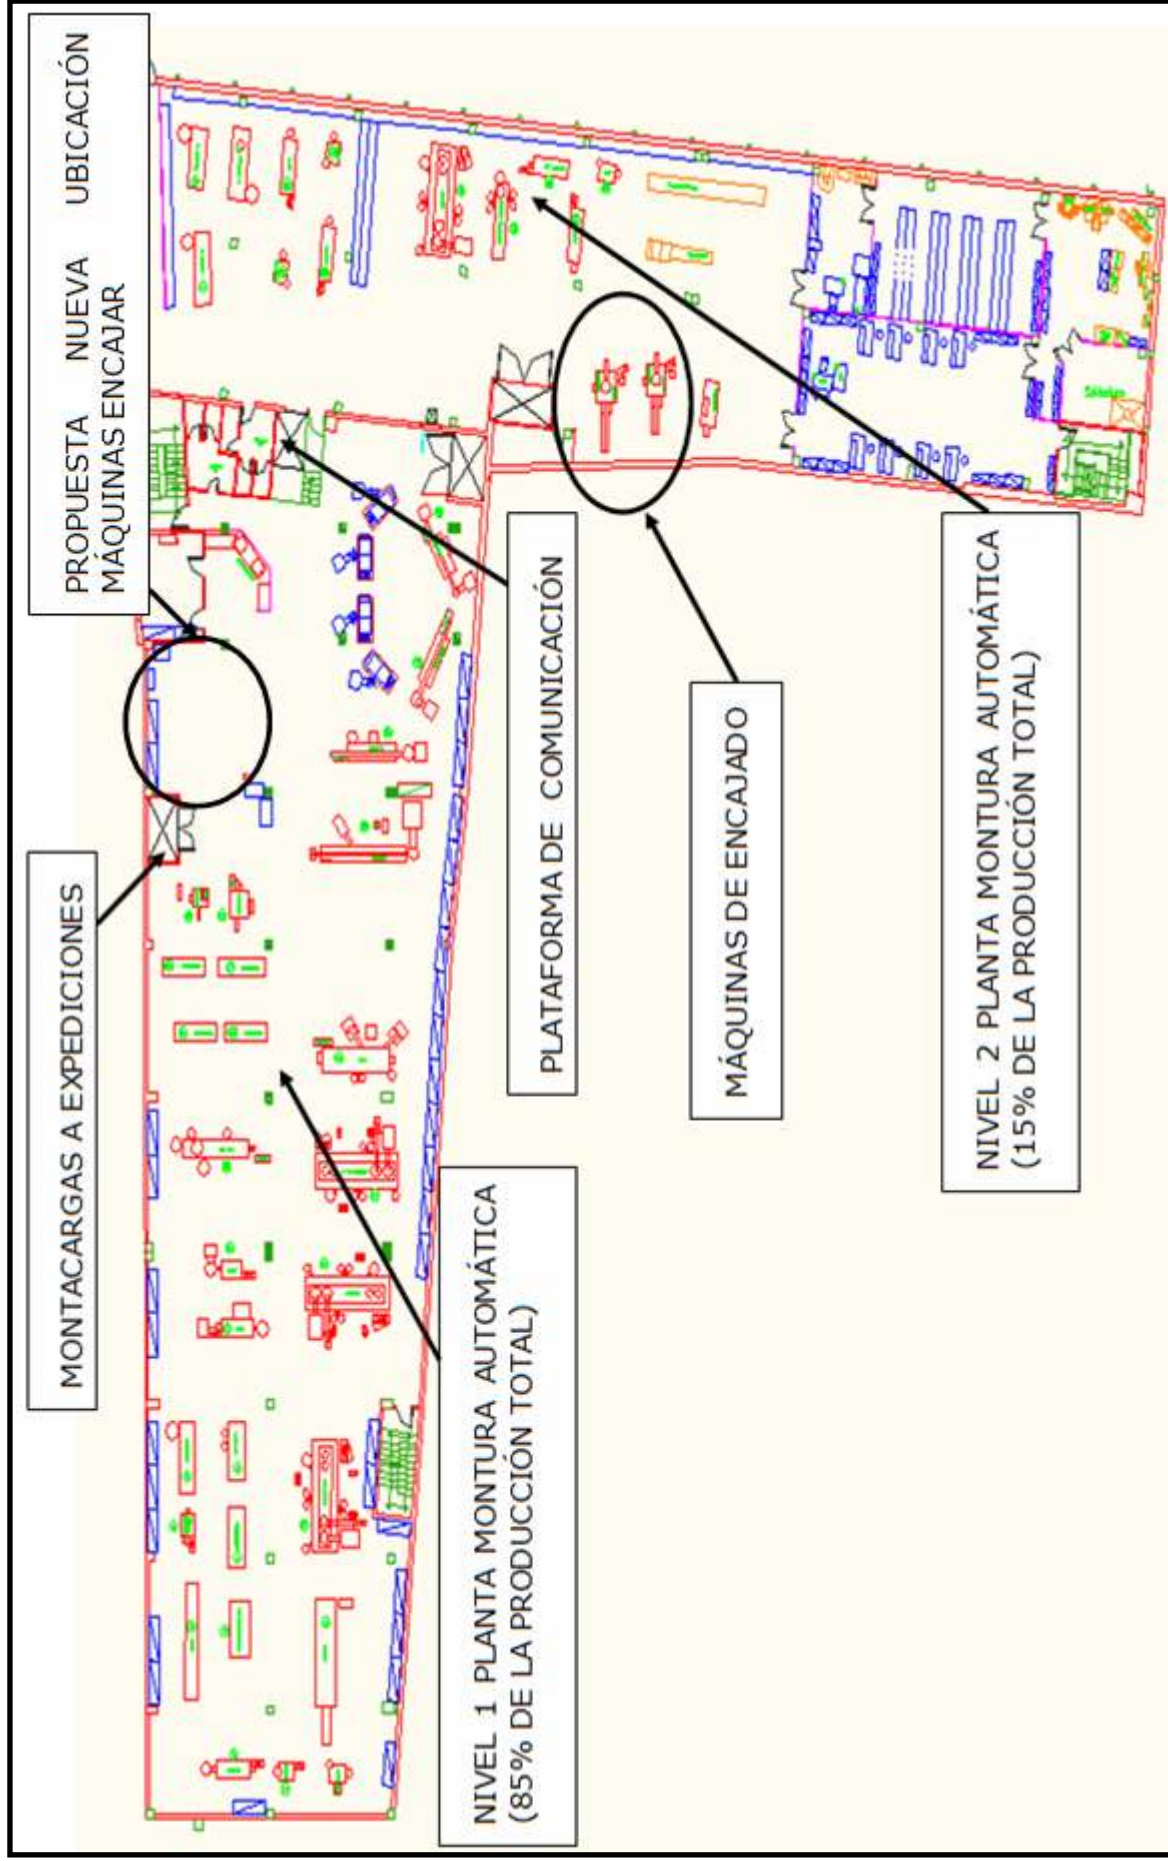 MONTACARGAS A EXPEDICIONES
PROPUESTA NUEVA UBICACIÓN
MÁQUINAS ENCAJAR
NIVEL 1 PLANTA MONTURA AUTOMÁTICA
(85% DE LA PRODUCCIÓN TOTAL)
PLATAFORMA DE COMUNICACIÓN
MÁQUINAS DE ENCAJADO
NIVEL 2 PLANTA MONTURA AUTOMÁTICA
(15% DE LA PRODUCCIÓN TOTAL)